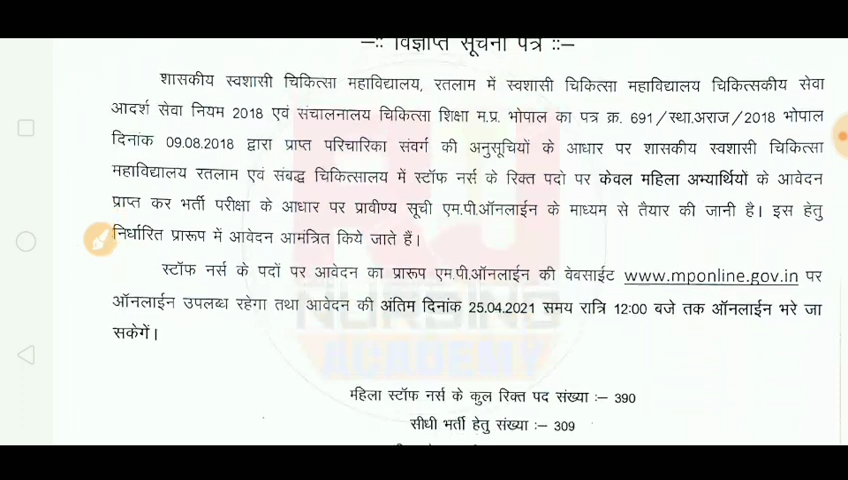 –:: विज्ञप्ति सूचना पत्र ::–
शासकीय स्वशासी चिकित्सा महाविद्यालय, रतलाम में स्वशासी चिकित्सा महाविद्यालय चिकित्सकीय सेवा
आदर्श सेवा नियम 2018 एवं संचालनालय चिकित्सा शिक्षा म.प्र. भोपाल का पत्र क्र. 691/स्था.अराज/2018 भोपाल
दिनांक 09.08.2018 द्वारा प्राप्त परिचारिका संवर्ग की अनुसूचियों के आधार पर शासकीय स्वशासी चिकित्सा
महाविद्यालय रतलाम एवं संबद्ध चिकित्सालय में स्टॉफ नर्स के रिक्त पदो पर केवल महिला अभ्यार्थियों के आवेदन
प्राप्त कर भर्ती परीक्षा के आधार पर प्रावीण्य सूची एम.पी.ऑनलाईन के माध्यम से तैयार की जानी है। इस हेतु
निर्धारित प्रारूप में आवेदन आमंत्रित किये जाते हैं।
स्टॉफ नर्स के पदों पर आवेदन का प्रारूप एम.पी.ऑनलाईन की वेबसाईट www.mponline.gov.in पर
ऑनलाईन उपलब्ध रहेगा तथा आवेदन की अंतिम दिनांक 25.04.2021 समय रात्रि 12:00 बजे तक ऑनलाईन भरे जा
सकेगें।
NURSING
ACADEMY
महिला स्टॉफ नर्स के कुल रिक्त पद संख्या :– 390
सीधी भर्ती हेतु संख्या :– 309